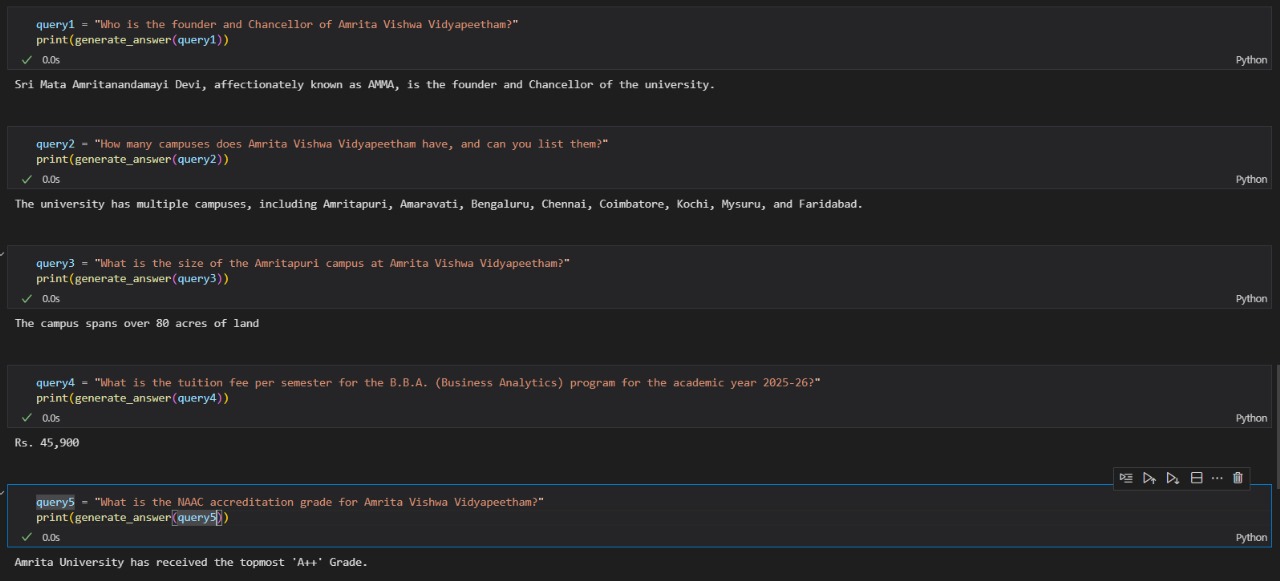 query1 = "Who is the founder and Chancellor of Amrita Vishwa Vidyapeetham?"
print(generate_answer(query1))
0.0s Python
Sri Mata Amritanandamayi Devi, affectionately known as AMMA, is the founder and Chancellor of the university.
query2 = "How many campuses does Amrita Vishwa Vidyapeetham have, and can you list them?"
print(generate_answer(query2))
0.0s Python
The university has multiple campuses, including Amritapuri, Amaravati, Bengaluru, Chennai, Coimbatore, Kochi, Mysuru, and Faridabad.
query3 = "What is the size of the Amritapuri campus at Amrita Vishwa Vidyapeetham?"
print(generate_answer(query3))
0.0s Python
The campus spans over 80 acres of land
query4 = "What is the tuition fee per semester for the B.B.A. (Business Analytics) program for the academic year 2025-26?"
print(generate_answer(query4))
0.0s Python
Rs. 45,900
query5 = "What is the NAAC accreditation grade for Amrita Vishwa Vidyapeetham?"
print(generate_answer(query5))
0.0s Python
Amrita University has received the topmost 'A++' Grade.